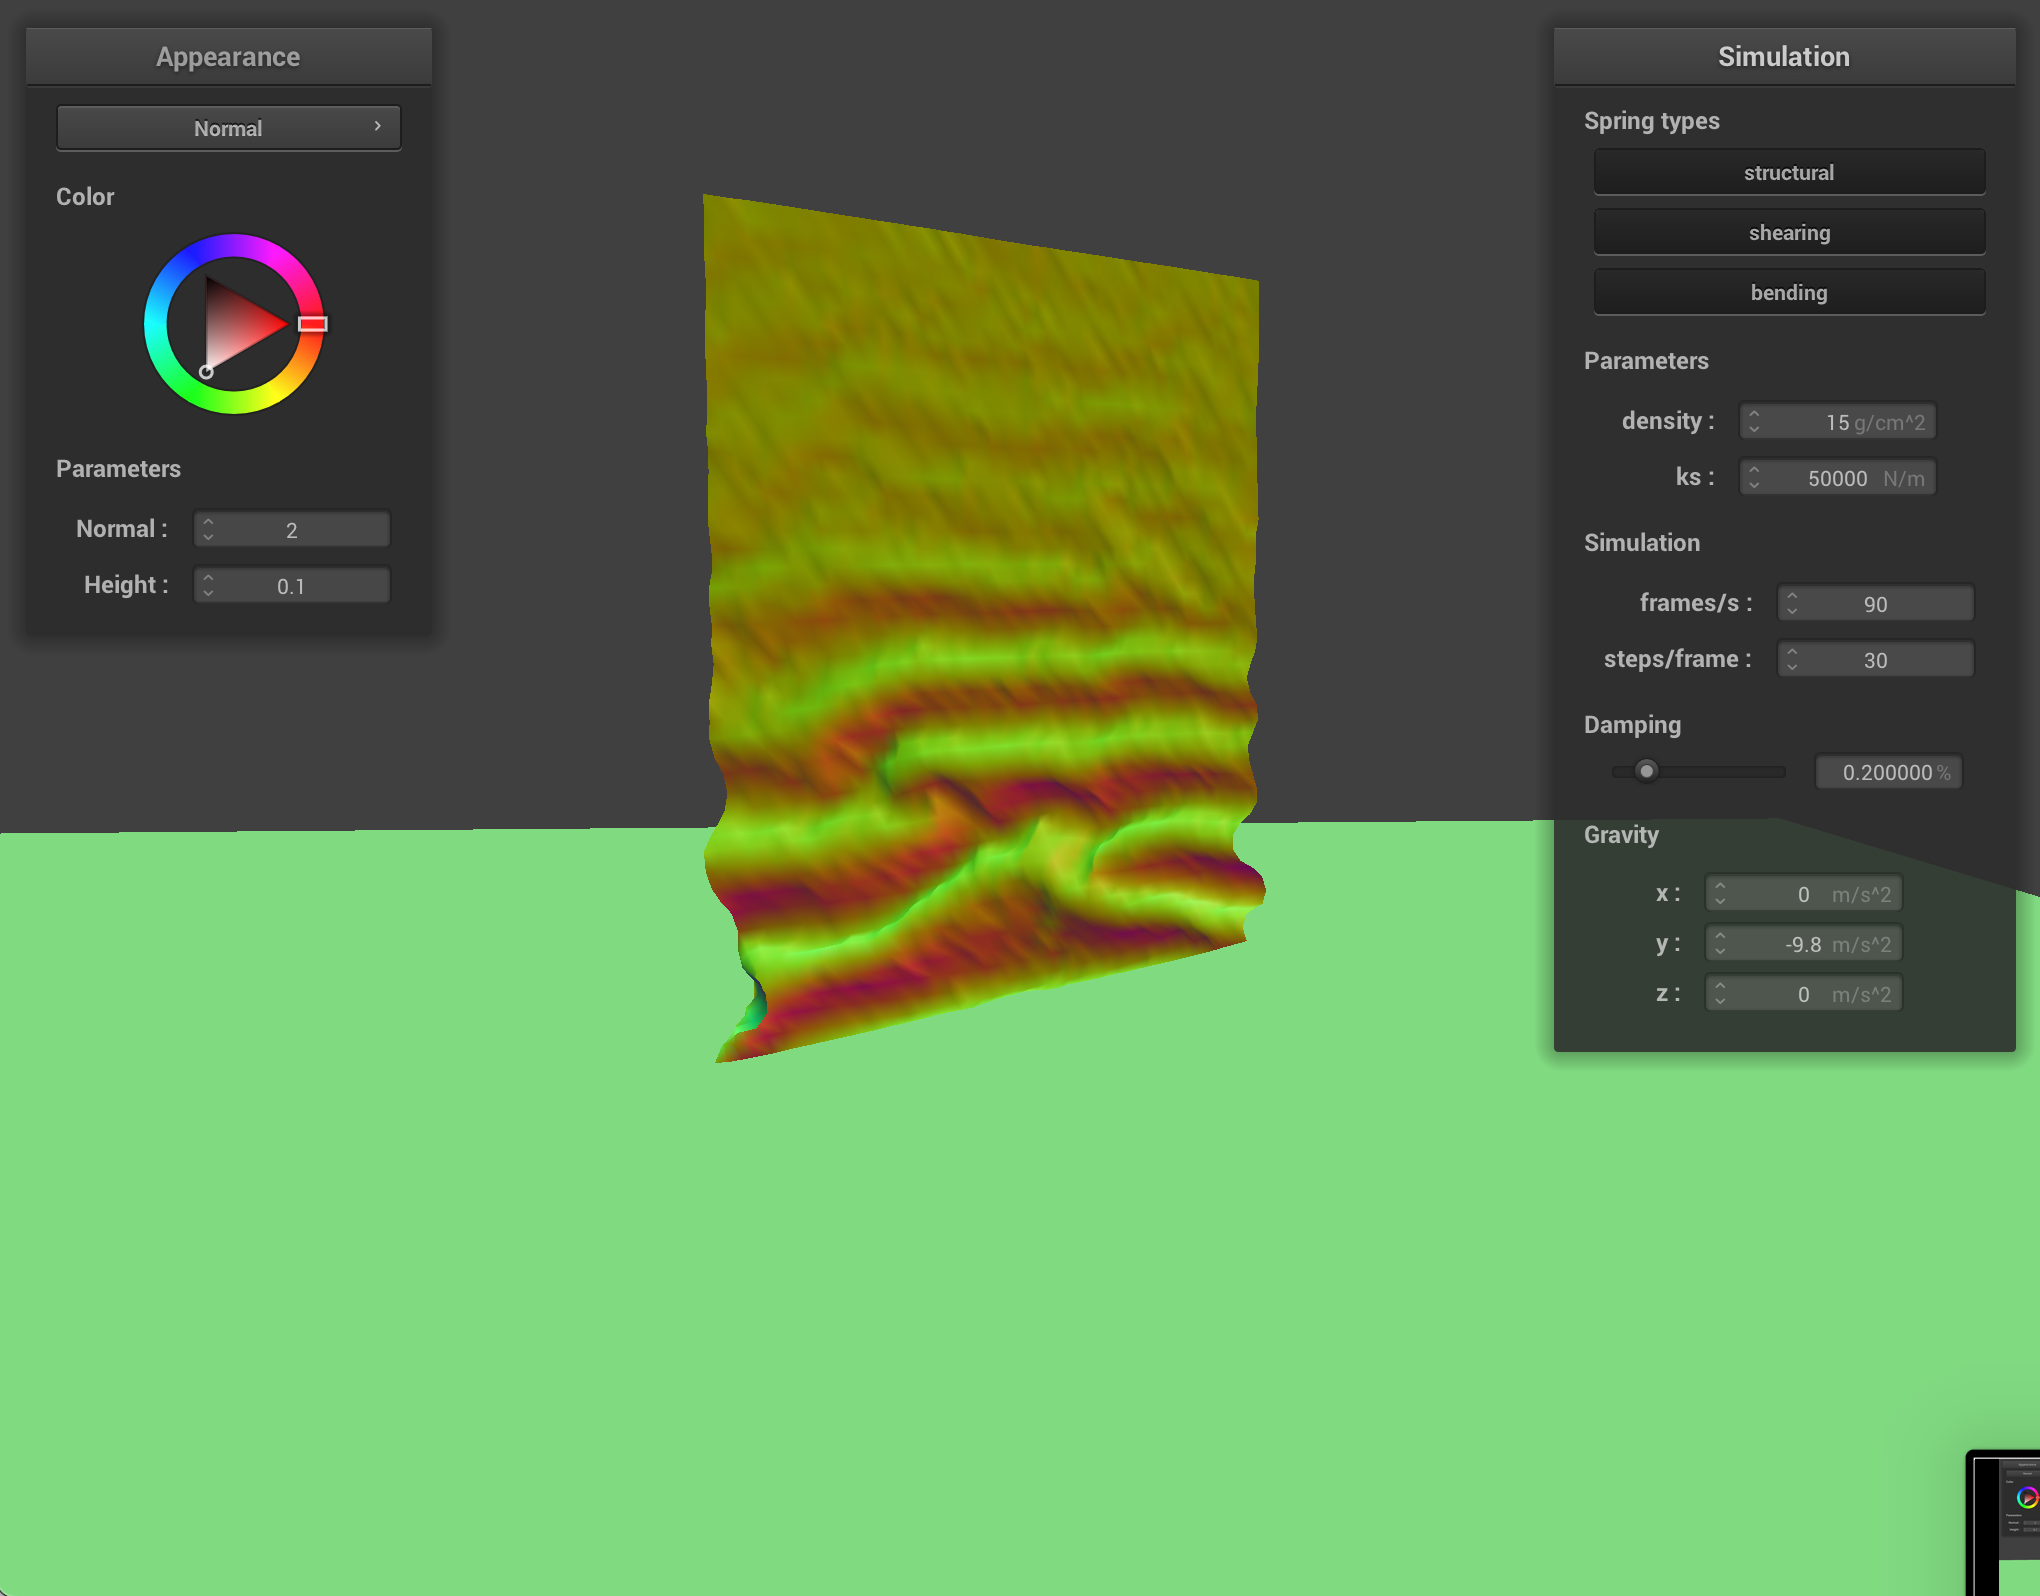 Appearance
Normal
Color
Parameters
Normal : 2
Height : 0.1
Simulation
Spring types
structural
shearing
bending
Parameters
density : 15 g/cm^2
ks : 50000 N/m
Simulation
frames/s : 90
steps/frame : 30
Damping
0.200000 %
Gravity
x : 0 m/s^2
y : -9.8 m/s^2
z : 0 m/s^2